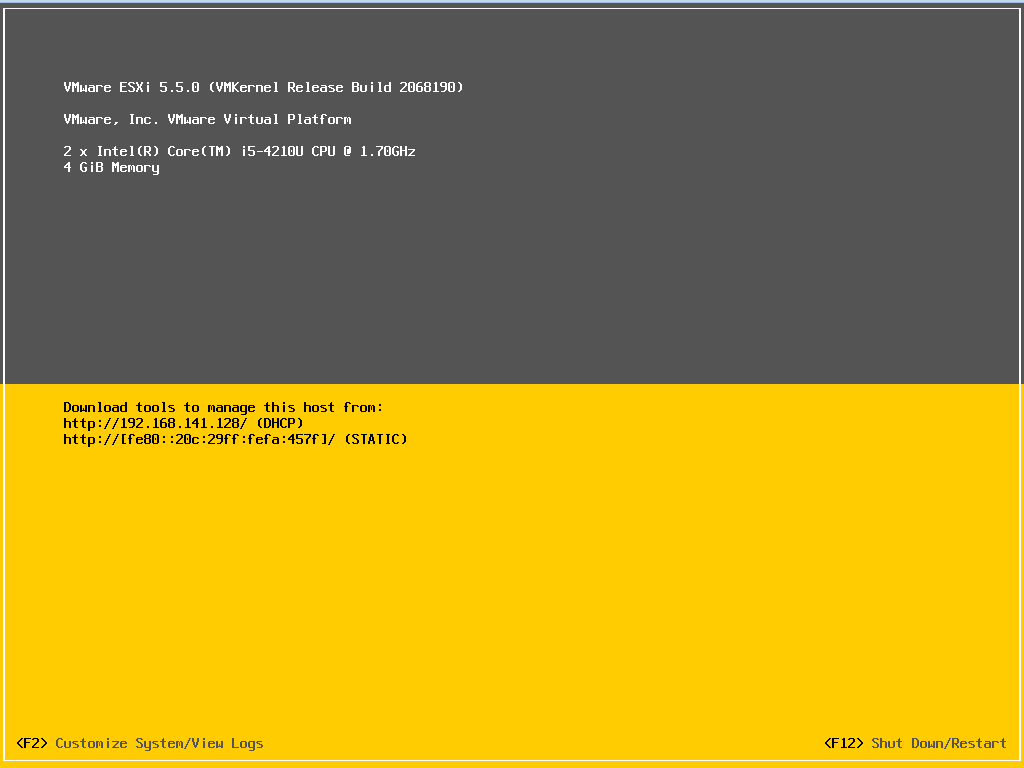 VMware ESXi 5.5.0 (VMKernel Release Build 2068190)
VMware, Inc. VMware Virtual Platform
2 x Intel(R) Core(TM) i5-4210U CPU @ 1.70GHz
4 GiB Memory
Download tools to manage this host from:
http://192.168.141.128/ (DHCP)
http://[fe80::20c:29ff:fefa:457f]/ (STATIC)
<F2> Customize System/View Logs
<F12> Shut Down/Restart